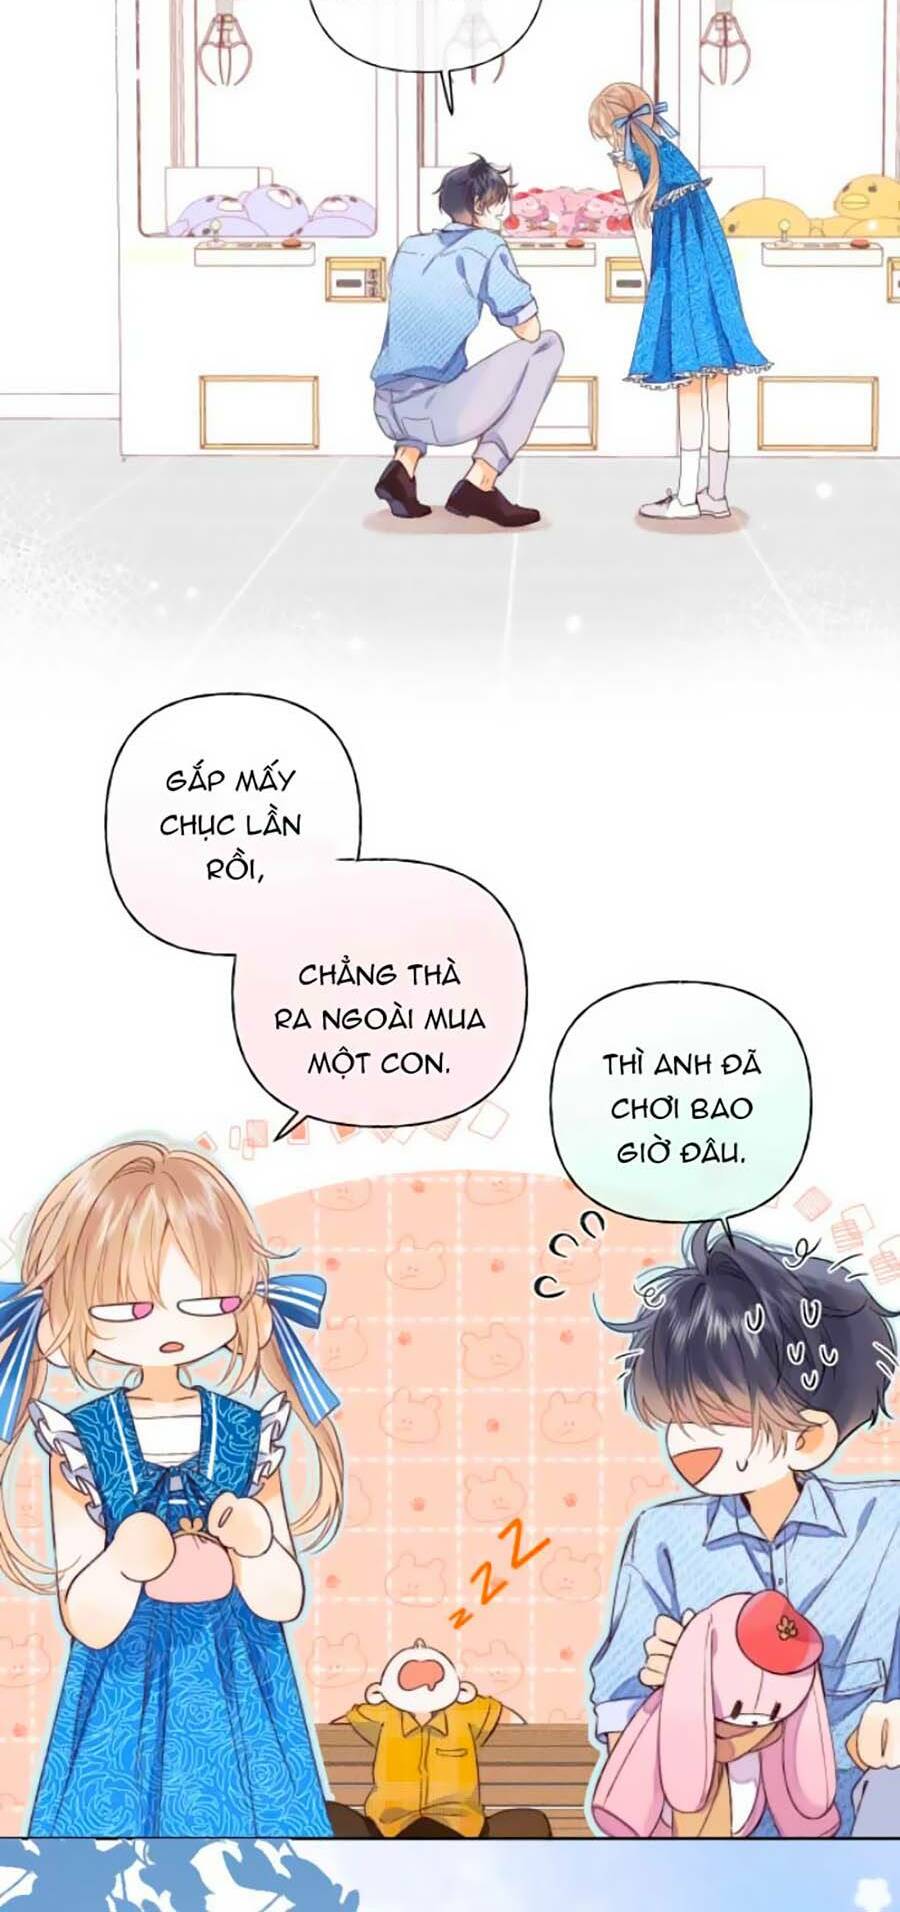 GẮP MẤY
CHỤC LẦN
RỒI,
CHẲNG THÀ
RA NGOÀI MUA
MỘT CON.
THÌ ANH ĐÃ
CHƠI BAO
GIỜ ĐÂU.
zZZ